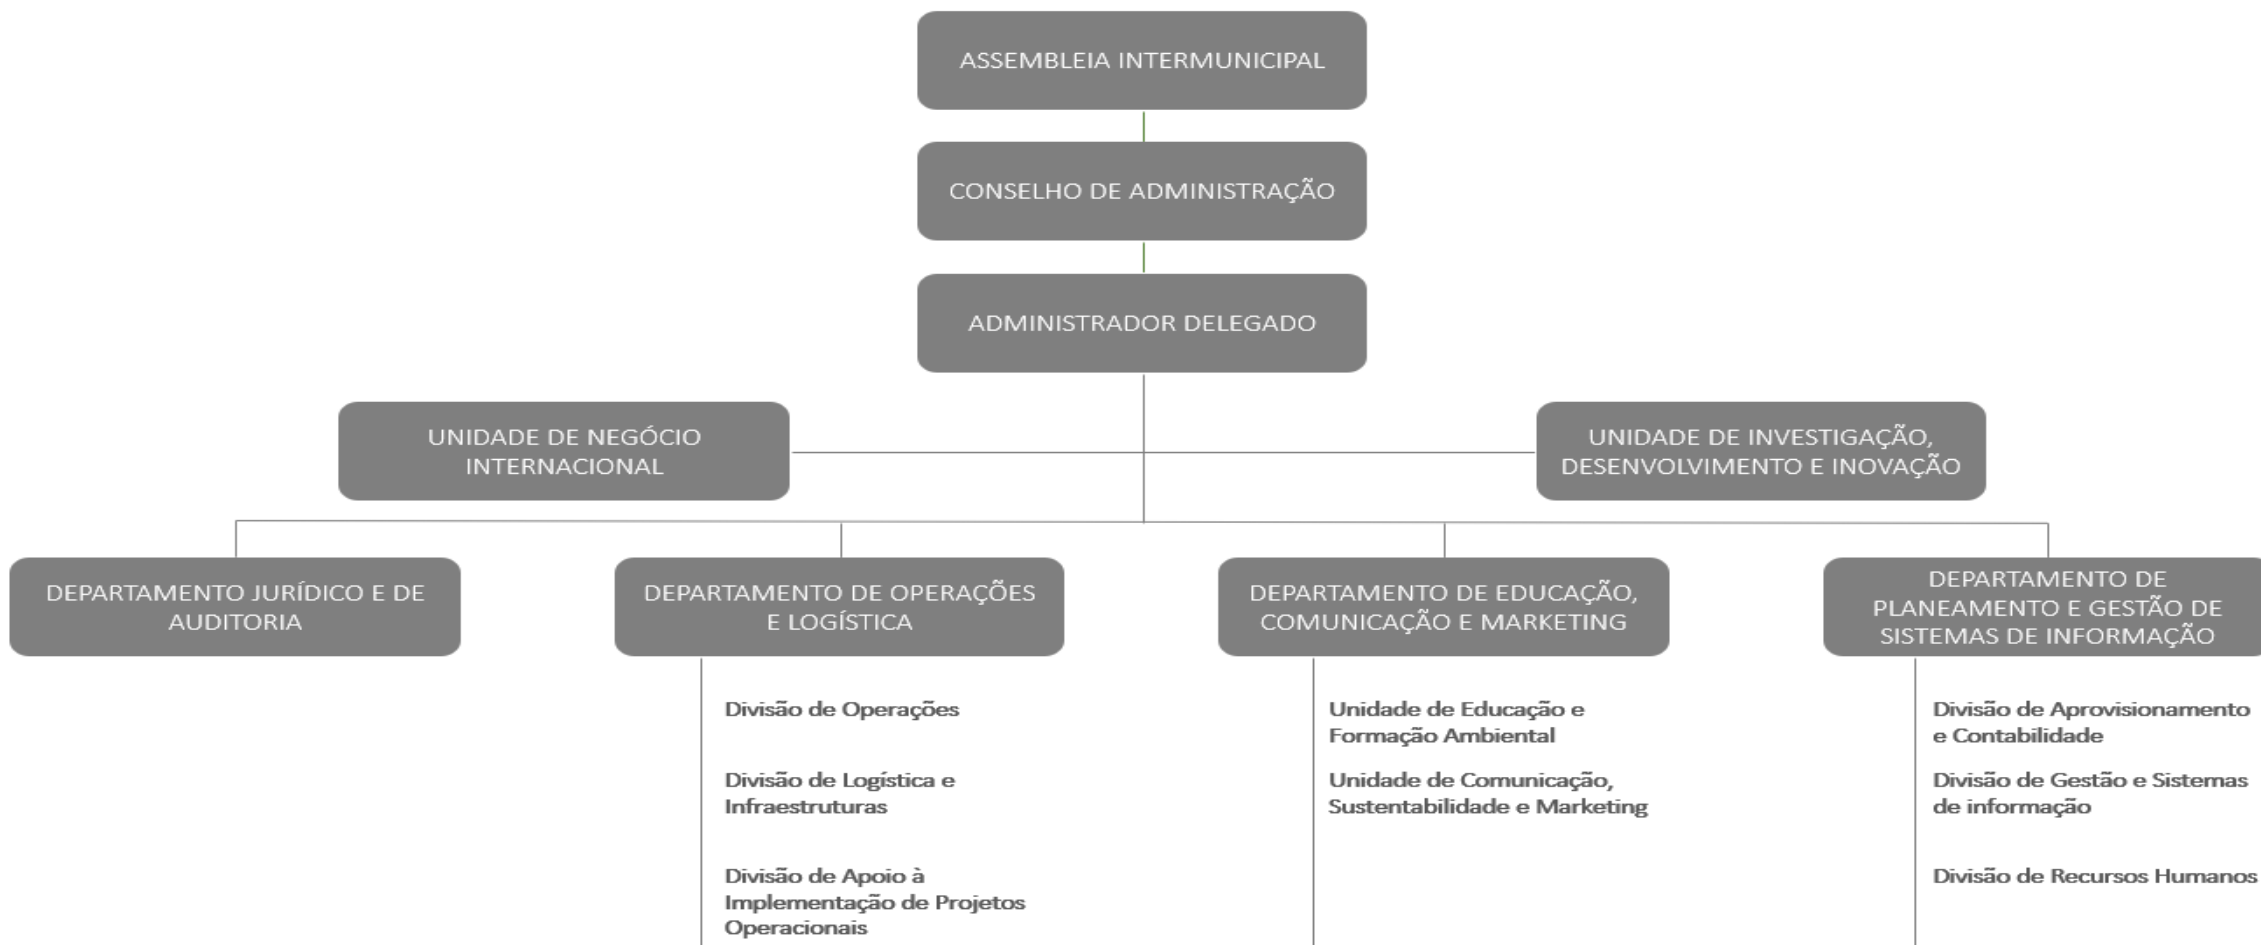 ASSEMBLEIA INTERMUNICIPAL
CONSELHO DE ADMINISTRAÇÃO
ADMINISTRADOR DELEGADO
UNIDADE DE NEGÓCIO
INTERNACIONAL
UNIDADE DE INVESTIGAÇÃO,
DESENVOLVIMENTO E INOVAÇÃO
DEPARTAMENTO JURÍDICO E DE
AUDITORIA
DEPARTAMENTO DE OPERAÇÕES
E LOGÍSTICA
DEPARTAMENTO DE EDUCAÇÃO,
COMUNICAÇÃO E MARKETING
DEPARTAMENTO DE
PLANEAMENTO E GESTÃO DE
SISTEMAS DE INFORMAÇÃO
Divisão de Operações
Divisão de Logística e
Infraestruturas
Divisão de Apoio à
Implementação de Projetos
Operacionais
Unidade de Educação e
Formação Ambiental
Unidade de Comunicação,
Sustentabilidade e Marketing
Divisão de Aprovisionamento
e Contabilidade
Divisão de Gestão e Sistemas
de informação
Divisão de Recursos Humanos